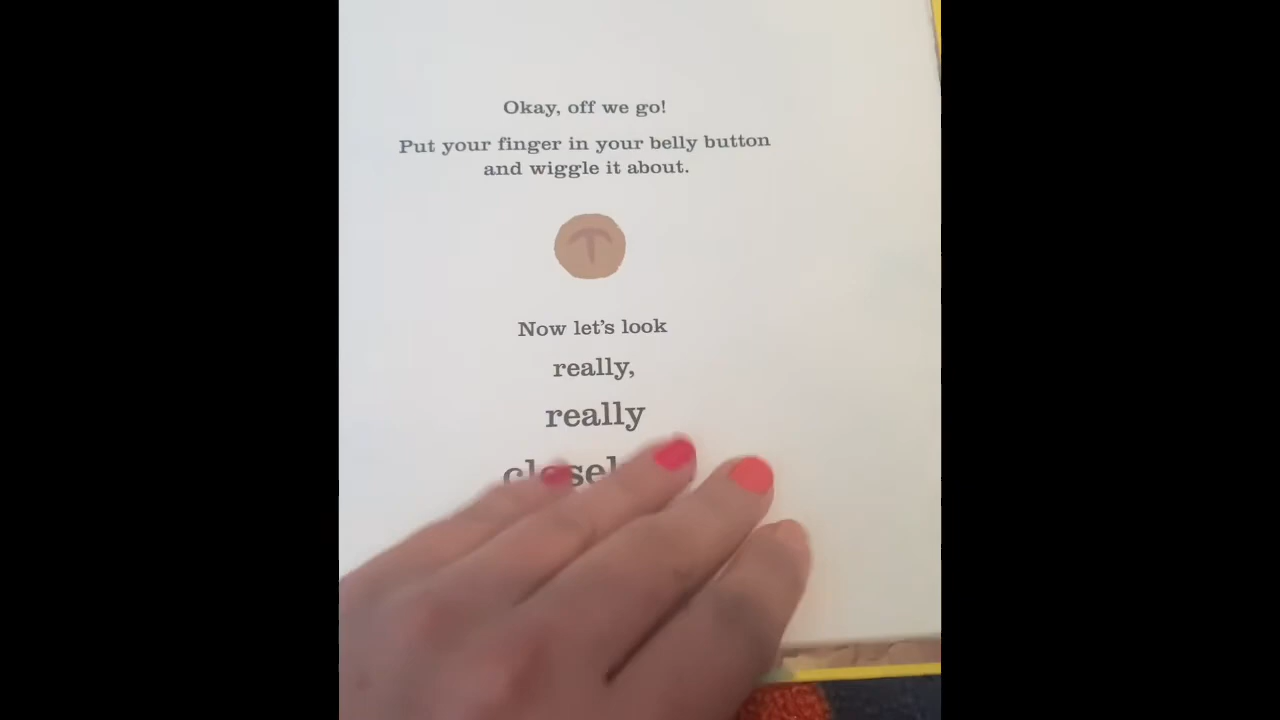 Okay, off we go!
Put your finger in your belly button
and wiggle it about.
Now let's look
really,
really